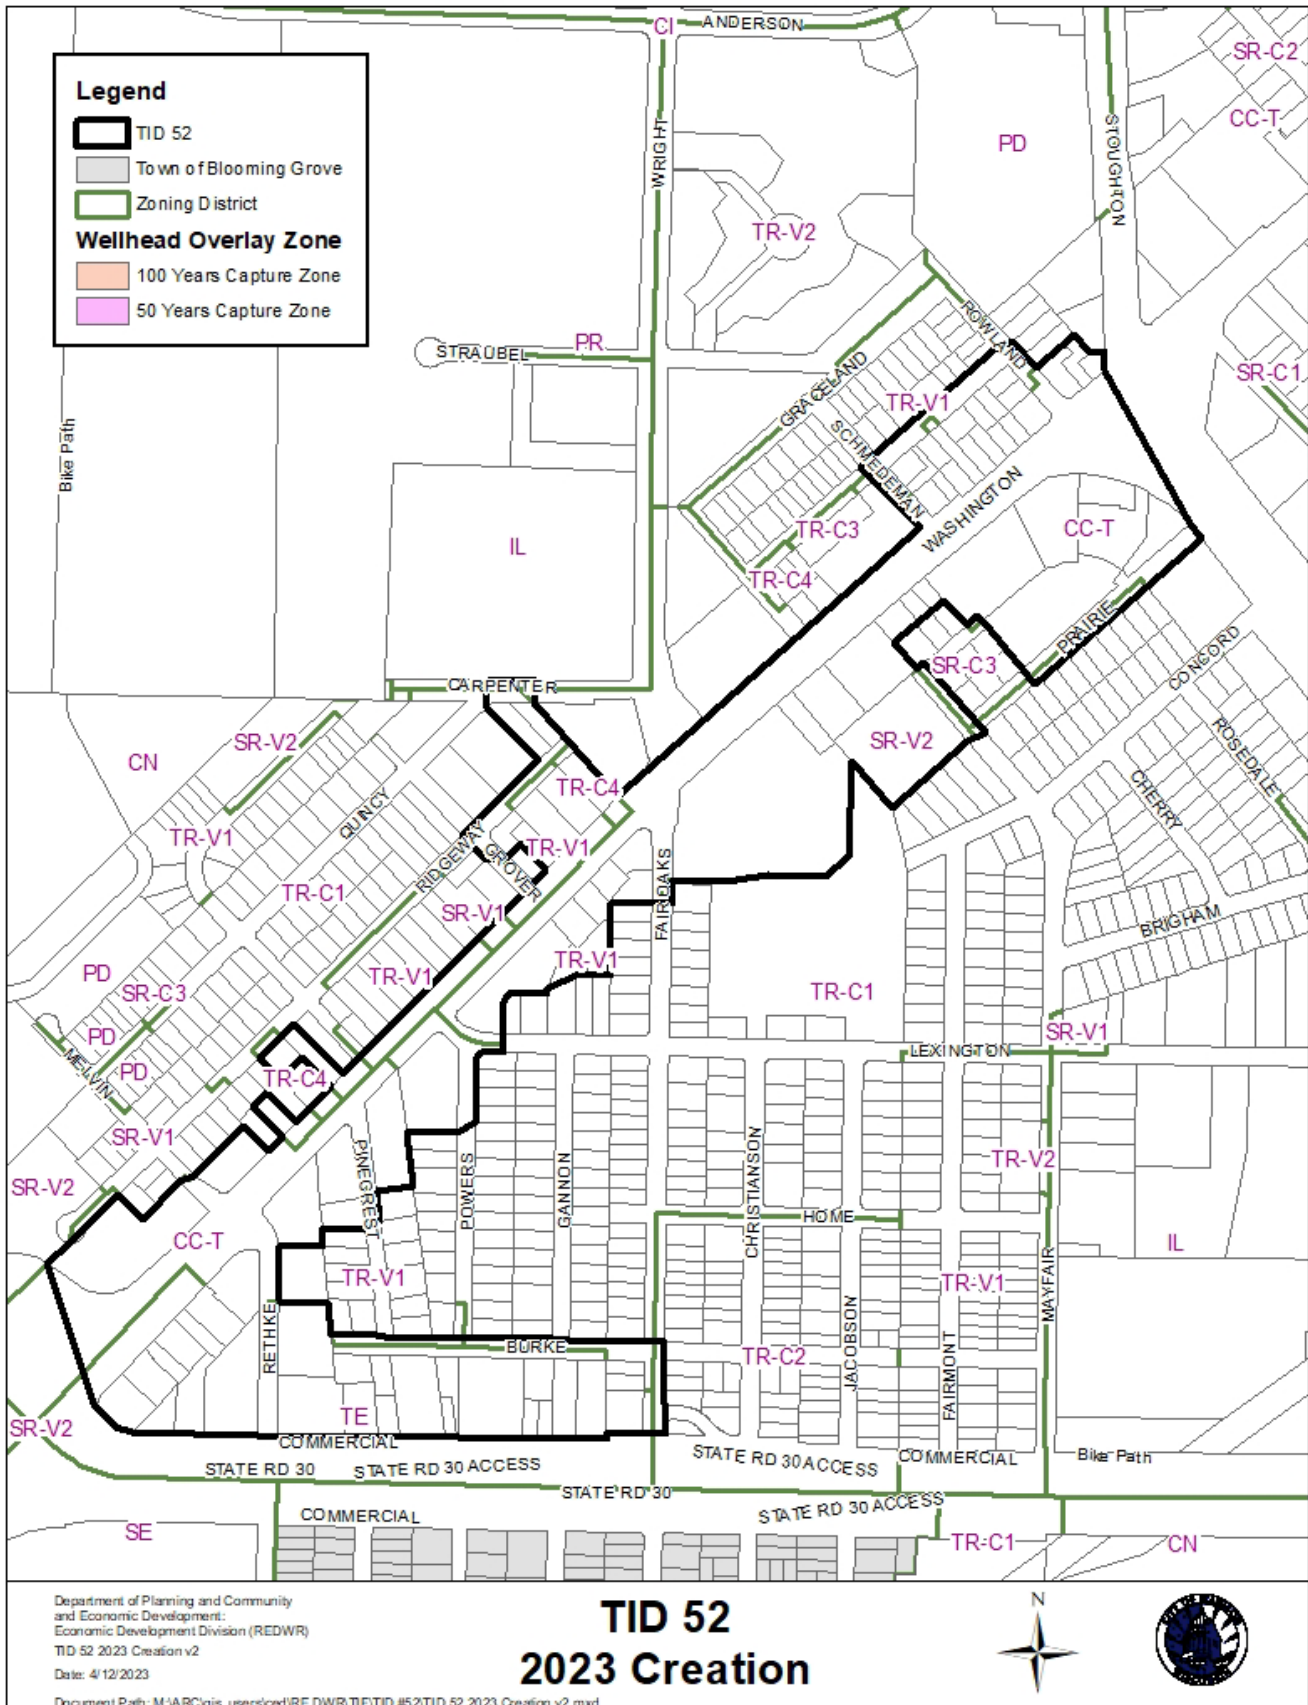 CI
ANDERSON
SR-C2
Legend
TID 52
Town of Blooming Grove
Zoning District
Wellhead Overlay Zone
100 Years Capture Zone
50 Years Capture Zone
WRIGHT
PD
STOUGHTON
CC-T
TR-V2
ROWLAND
PR
STRAUBEL
SR-C1
GRACELAND
TR-V1
SCHMEDEMAN
Bike Path
WASHINGTON
IL
TR-C3
CC-T
TR-C4
PRAIRIE
CONCORD
SR-C3
CARPENTER
SR-V2
SR-V2
CN
ROSEDALE
CHERRY
TR-C4
QUINCY
TR-V1
RIDGEWAY
TR-V1
GROVER
FAIR OAKS
TR-C1
SR-V1
BRIGHAM
TR-V1
PD
TR-V1
SR-C3
TR-C1
PD
SR-V1
LEXINGTON
MELVIN
PD
TR-C4
SR-V1
PINECREST
POWERS
GANNON
CHRISTIANSON
TR-V2
SR-V2
HOME
CC-T
IL
TR-V1
TR-V1
MAYFAIR
RETHKE
BURKE
JACOBSON
FAIRMONT
TR-C2
TE
SR-V2
COMMERCIAL
STATE RD 30 ACCESS
COMMERCIAL
Bike Path
STATE RD 30
STATE RD 30 ACCESS
STATE RD 30
STATE RD 30 ACCESS
COMMERCIAL
SE
TR-C1
CN
Department of Planning and Community
and Economic Development:
Economic Development Division (REDWR)
TID 52 2023 Creation v2
Date: 4/12/2023
TID 52
2023 Creation
N